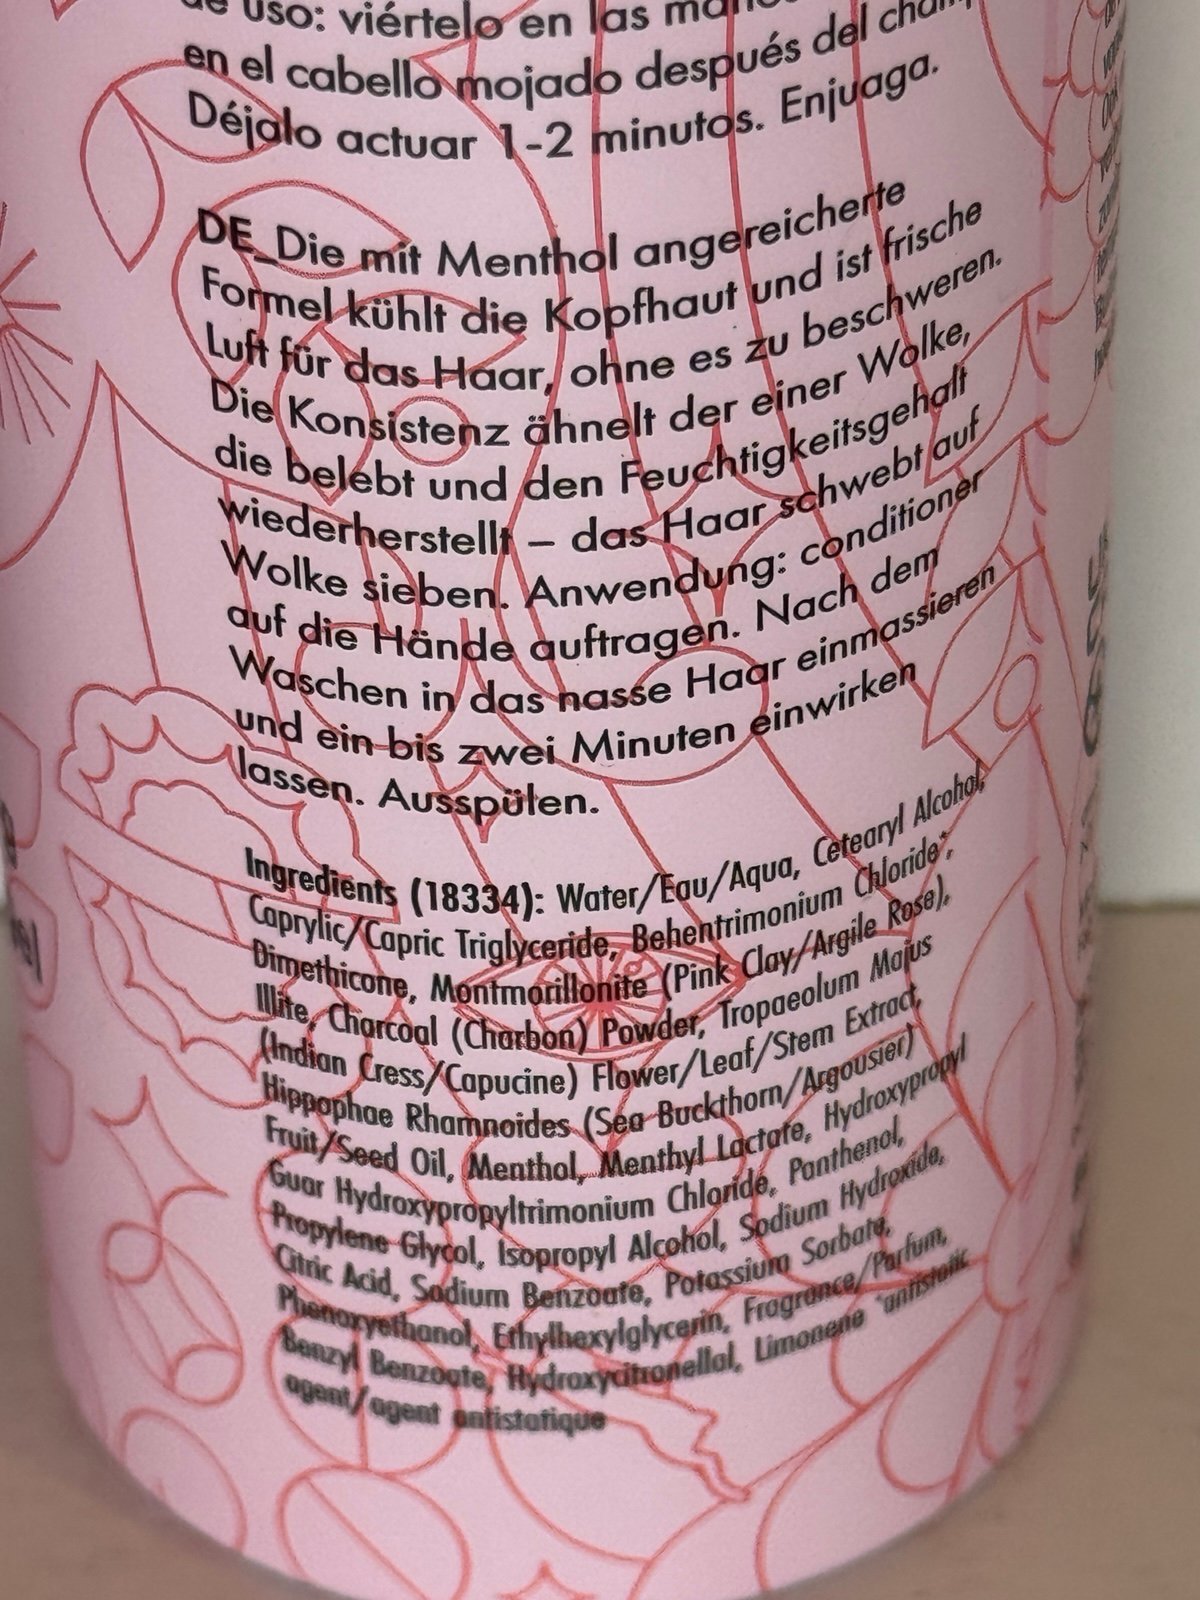 de uso: viértelo en las
en el cabello mojado después del
Déjalo actuar 1-2 minutos. Enjuaga.
DE_Die mit Menthol angereicherte
Formel kühlt die Kopfhaut und ist frische
Luft für das Haar, ohne es zu beschweren.
Die Konsistenz ähnelt der einer Wolke,
die belebt und den Feuchtigkeitsgehalt
wiederherstellt – das Haar schwebt auf
Wolke sieben. Anwendung: conditioner
auf die Hände auftragen. Nach dem
Waschen in das nasse Haar einmassieren
und ein bis zwei Minuten einwirken
lassen. Ausspülen.
Ingredients (18334): Water/Eau/Aqua, Cetearyl Alcohol,
Caprylic/Capric Triglyceride, Behentrimonium Chloride*,
Dimethicone, Montmorillonite (Pink Clay/Argile Rose),
Illite, Charcoal (Charbon) Powder, Tropaeolum Majus
(Indian Cress/Capucine) Flower/Leaf/Stem Extract,
Hippophae Rhamnoides (Sea Buckthorn/Argousier)
Fruit/Seed Oil, Menthol, Menthyl Lactate, Hydroxypropyl
Guar Hydroxypropyltrimonium Chloride, Panthenol,
Propylene Glycol, Isopropyl Alcohol, Sodium Hydroxide,
Citric Acid, Sodium Benzoate, Potassium Sorbate,
Phenoxyethanol, Ethylhexylglycerin, Fragrance/Parfum,
Benzyl Benzoate, Hydroxycitronellal, Limonene *antistatic
agent/agent antistatique